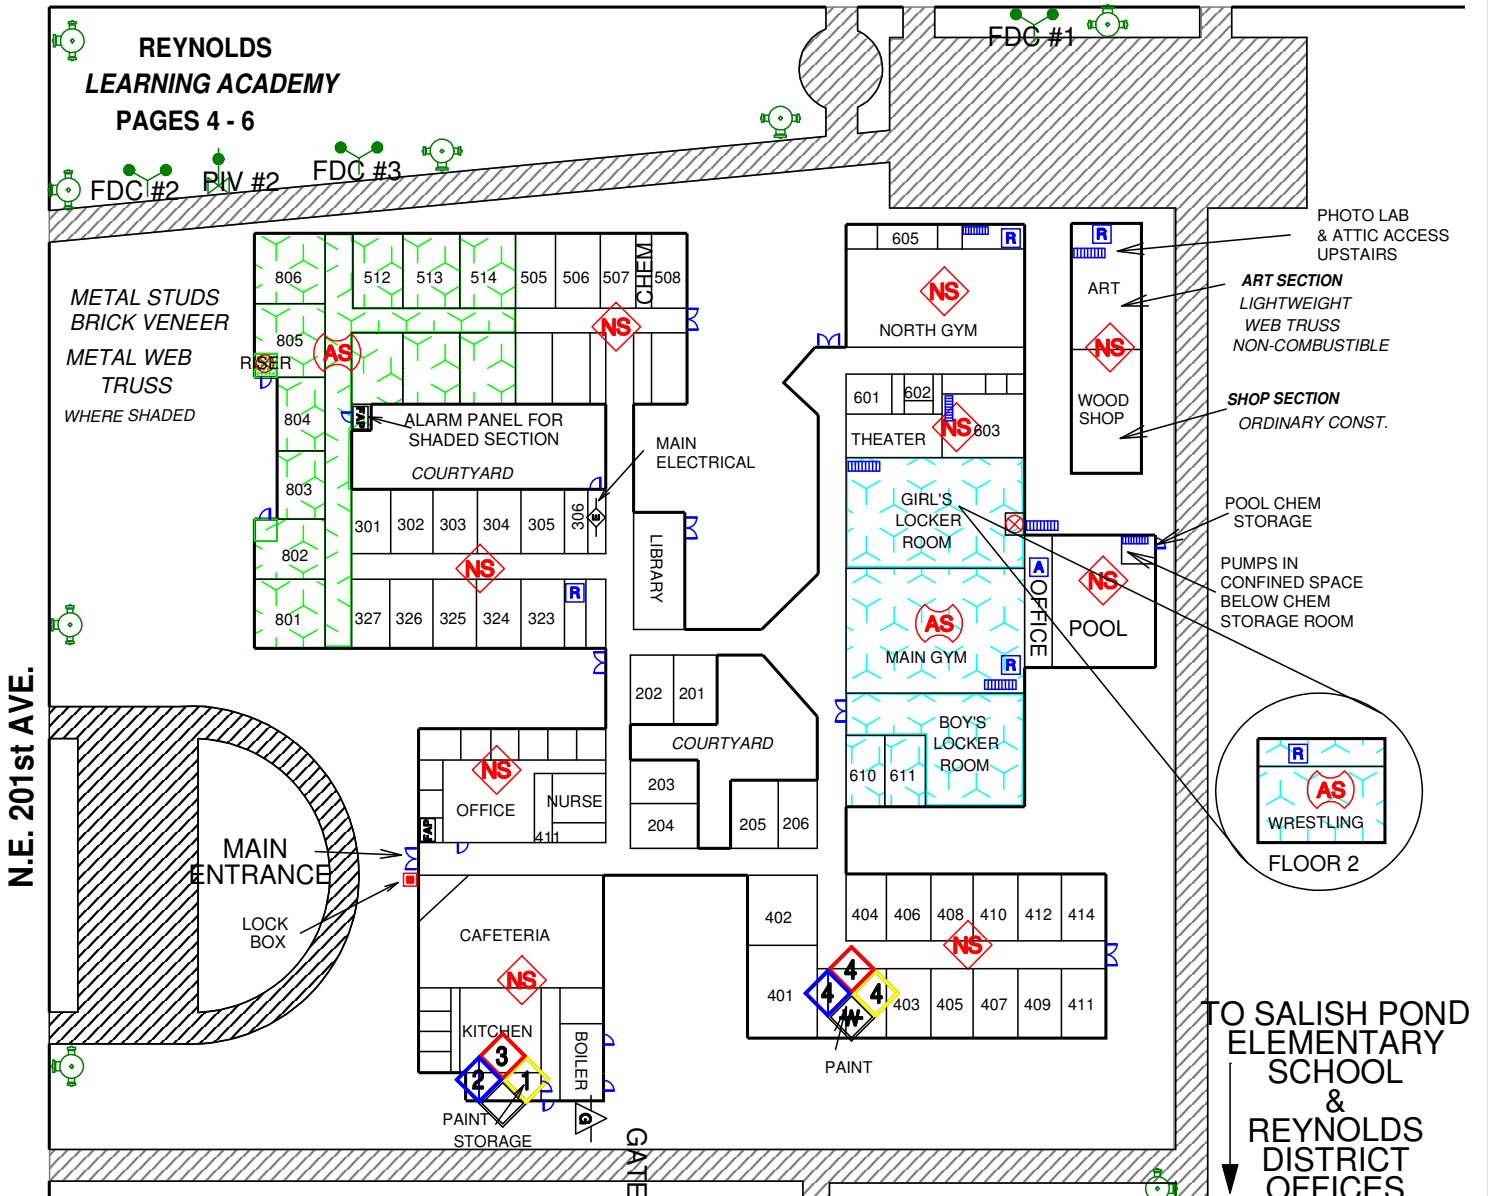 FDC #1
REYNOLDS
LEARNING ACADEMY
PAGES 4 - 6
FDC #2
PIV #2
FDC #3
PHOTO LAB
& ATTIC ACCESS
UPSTAIRS
605
R
R
806
512
513
514
505
506
507
CHEM
508
NS
NS
ART
ART SECTION
LIGHTWEIGHT
WEB TRUSS
NON-COMBUSTIBLE
METAL STUDS
BRICK VENEER
METAL WEB
TRUSS
WHERE SHADED
NORTH GYM
805
AS
RISER
NS
601
602
WOOD
SHOP
SHOP SECTION
ORDINARY CONST.
804
FAP
ALARM PANEL FOR
SHADED SECTION
THEATER
NS
603
MAIN
ELECTRICAL
COURTYARD
803
301
302
303
304
305
306
E
GIRL'S
LOCKER
ROOM
POOL CHEM
STORAGE
802
NS
LIBRARY
A
OFFICE
NS
PUMPS IN
CONFINED SPACE
BELOW CHEM
STORAGE ROOM
801
327
326
325
324
323
R
AS
MAIN GYM
R
POOL
N.E. 201st AVE.
202
201
COURTYARD
BOY'S
LOCKER
ROOM
610
611
R
AS
WRESTLING
FLOOR 2
NS
OFFICE
NURSE
411
FAP
203
204
205
206
MAIN
ENTRANCE
LOCK
BOX
CAFETERIA
NS
402
404
406
408
410
412
414
NS
401
4
4
4
W
403
405
407
409
411
PAINT
KITCHEN
BOILER
3
2
1
PAINT
STORAGE
G
GATE
TO SALISH POND
ELEMENTARY
SCHOOL
&
REYNOLDS
DISTRICT
OFFICES